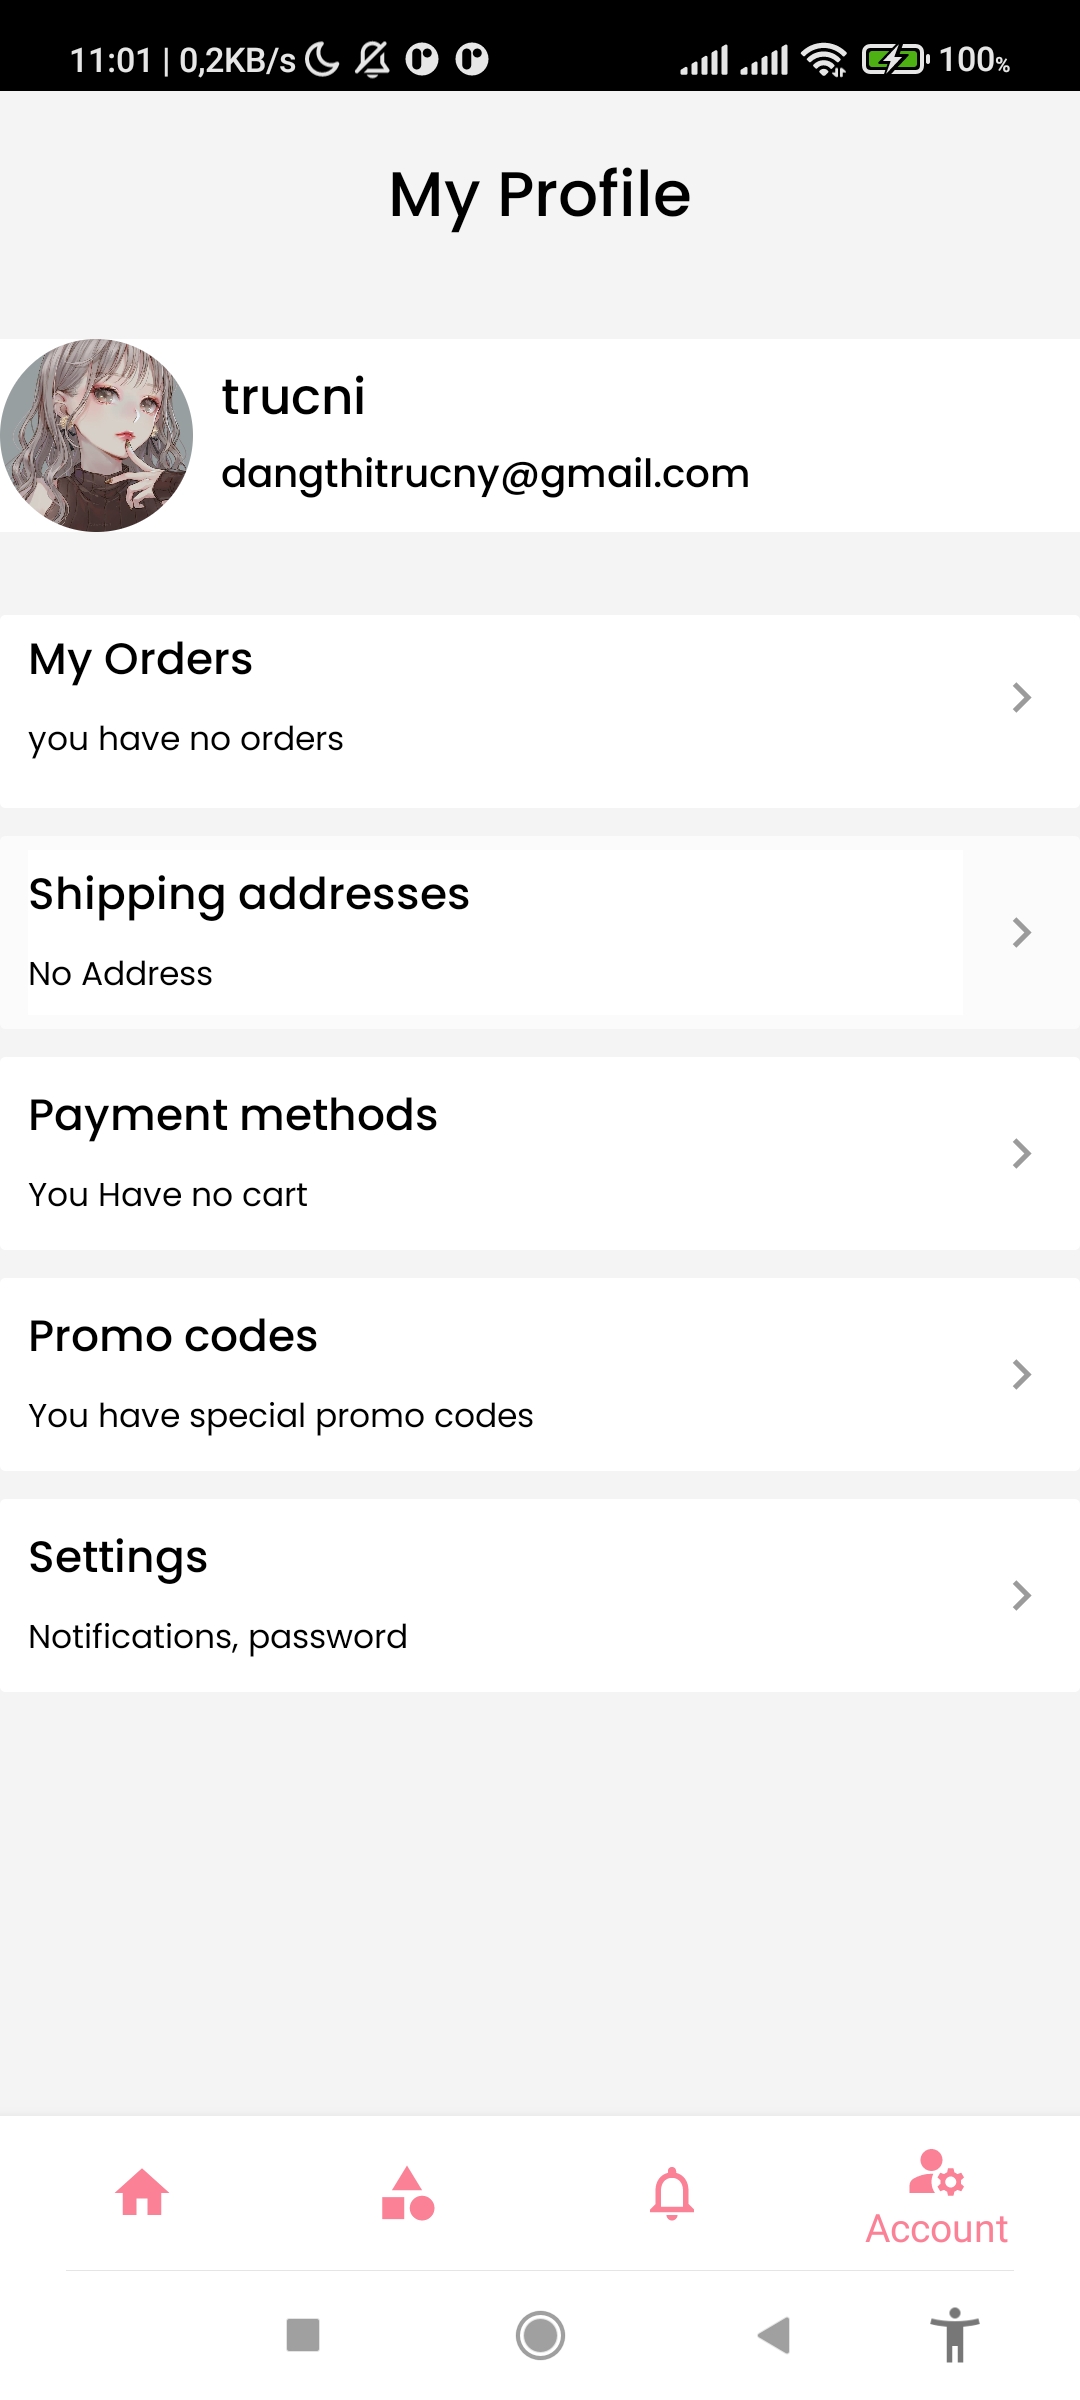 11:01 | 0,2KB/s 100%
My Profile
trucni
dangthitrucny@gmail.com
My Orders
you have no orders
Shipping addresses
No Address
Payment methods
You Have no cart
Promo codes
You have special promo codes
Settings
Notifications, password
Account